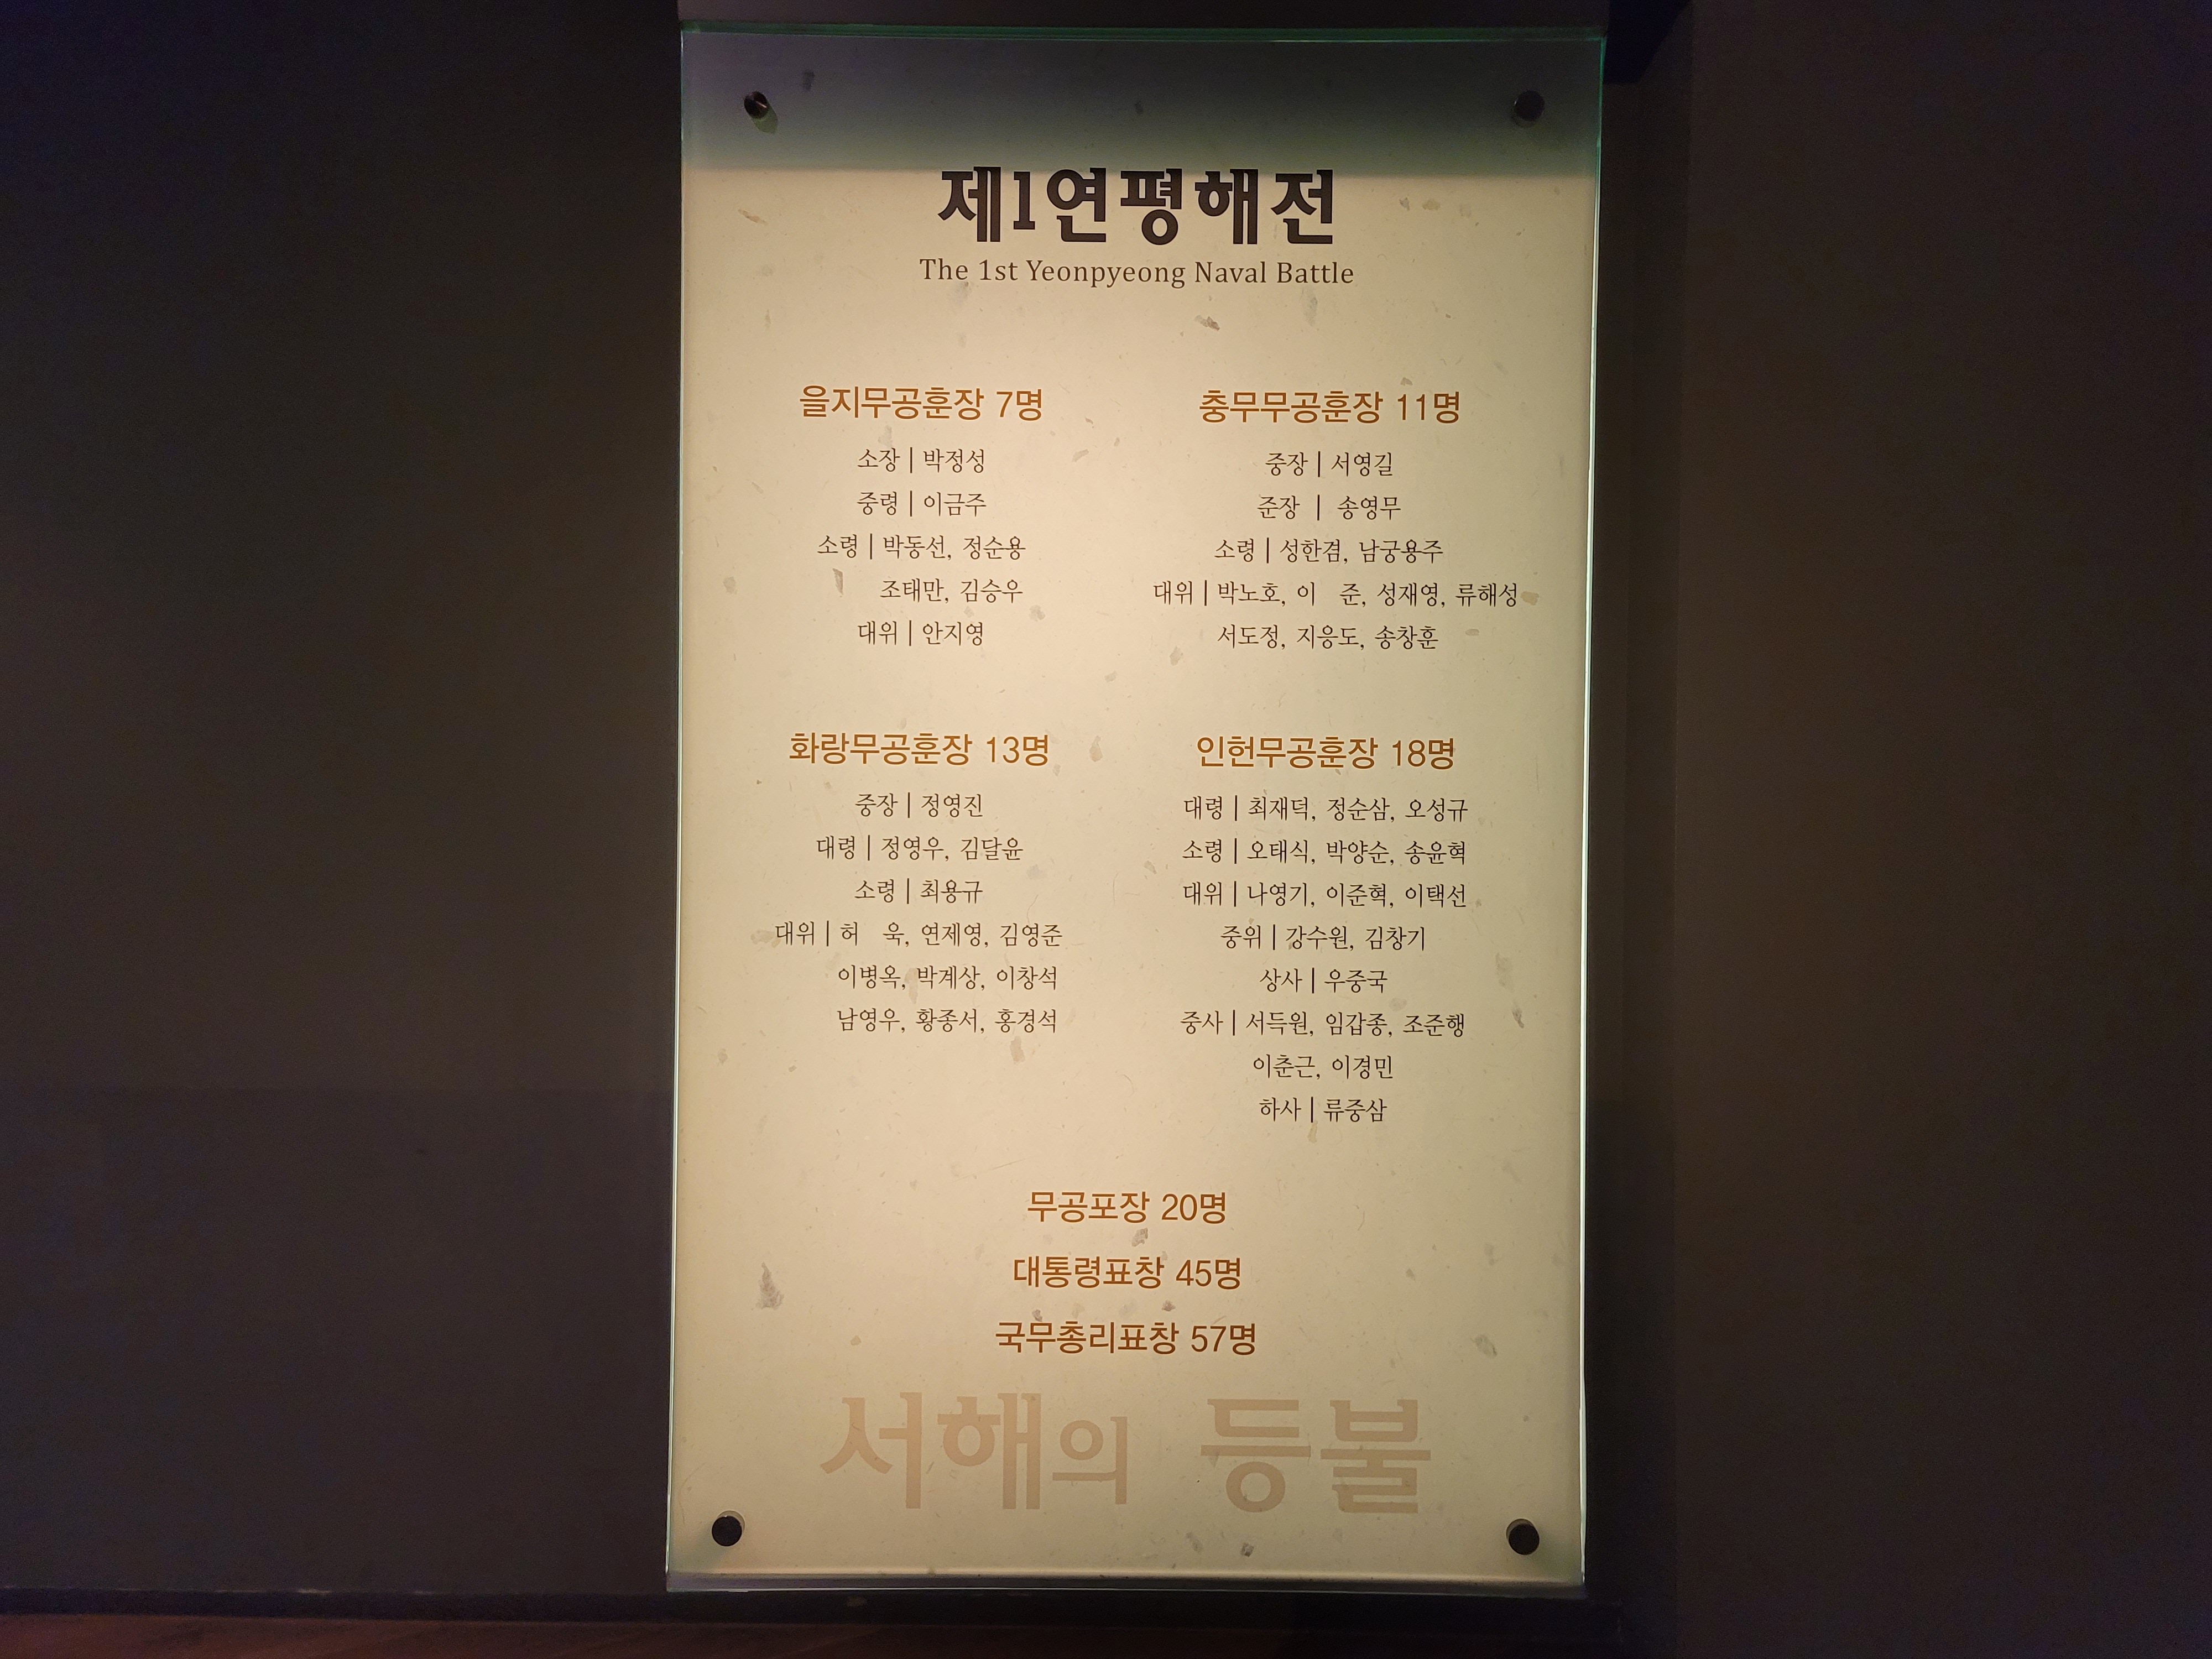 제1연평해전
The 1st Yeonpyeong Naval Battle
을지무공훈장 7명
소장 | 박정성
중령 | 이금주
소령 | 박동선, 정순용
조태만, 김승우
대위 | 안지영
충무무공훈장 11명
중장 | 서영길
준장 | 송영무
소령 | 성한겸, 남궁용주
대위 | 박노호, 이 준, 성재영, 류해성
서도정, 지응도, 송창훈
화랑무공훈장 13명
중장 | 정영진
대령 | 정영우, 김달윤
소령 | 최용규
대위 | 허 욱, 연제영, 김영준
이병옥, 박계상, 이창석
남영우, 황종서, 홍경석
인헌무공훈장 18명
대령 | 최재덕, 정순삼, 오성규
소령 | 오태식, 박양순, 송윤혁
대위 | 나영기, 이준혁, 이택선
중위 | 강수원, 김창기
상사 | 우중국
중사 | 서득원, 임갑종, 조준행
이춘근, 이경민
하사 | 류중삼
무공포장 20명
대통령표창 45명
국무총리표창 57명
서해의 등불